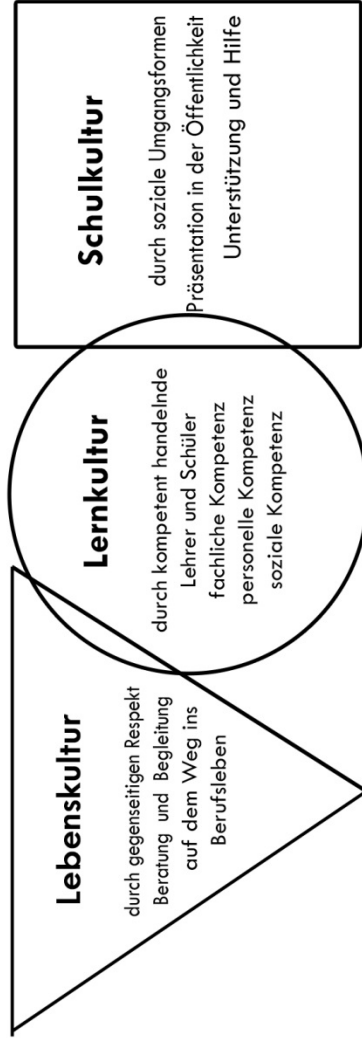 Lebenskultur
durch gegenseitigen Respekt
Beratung und Begleitung
auf dem Weg ins
Berufsleben
Lernkultur
durch kompetent handelnde
Lehrer und Schüler
fachliche Kompetenz
personelle Kompetenz
soziale Kompetenz
Schulkultur
durch soziale Umgangsformen
Präsentation in der Öffentlichkeit
Unterstützung und Hilfe